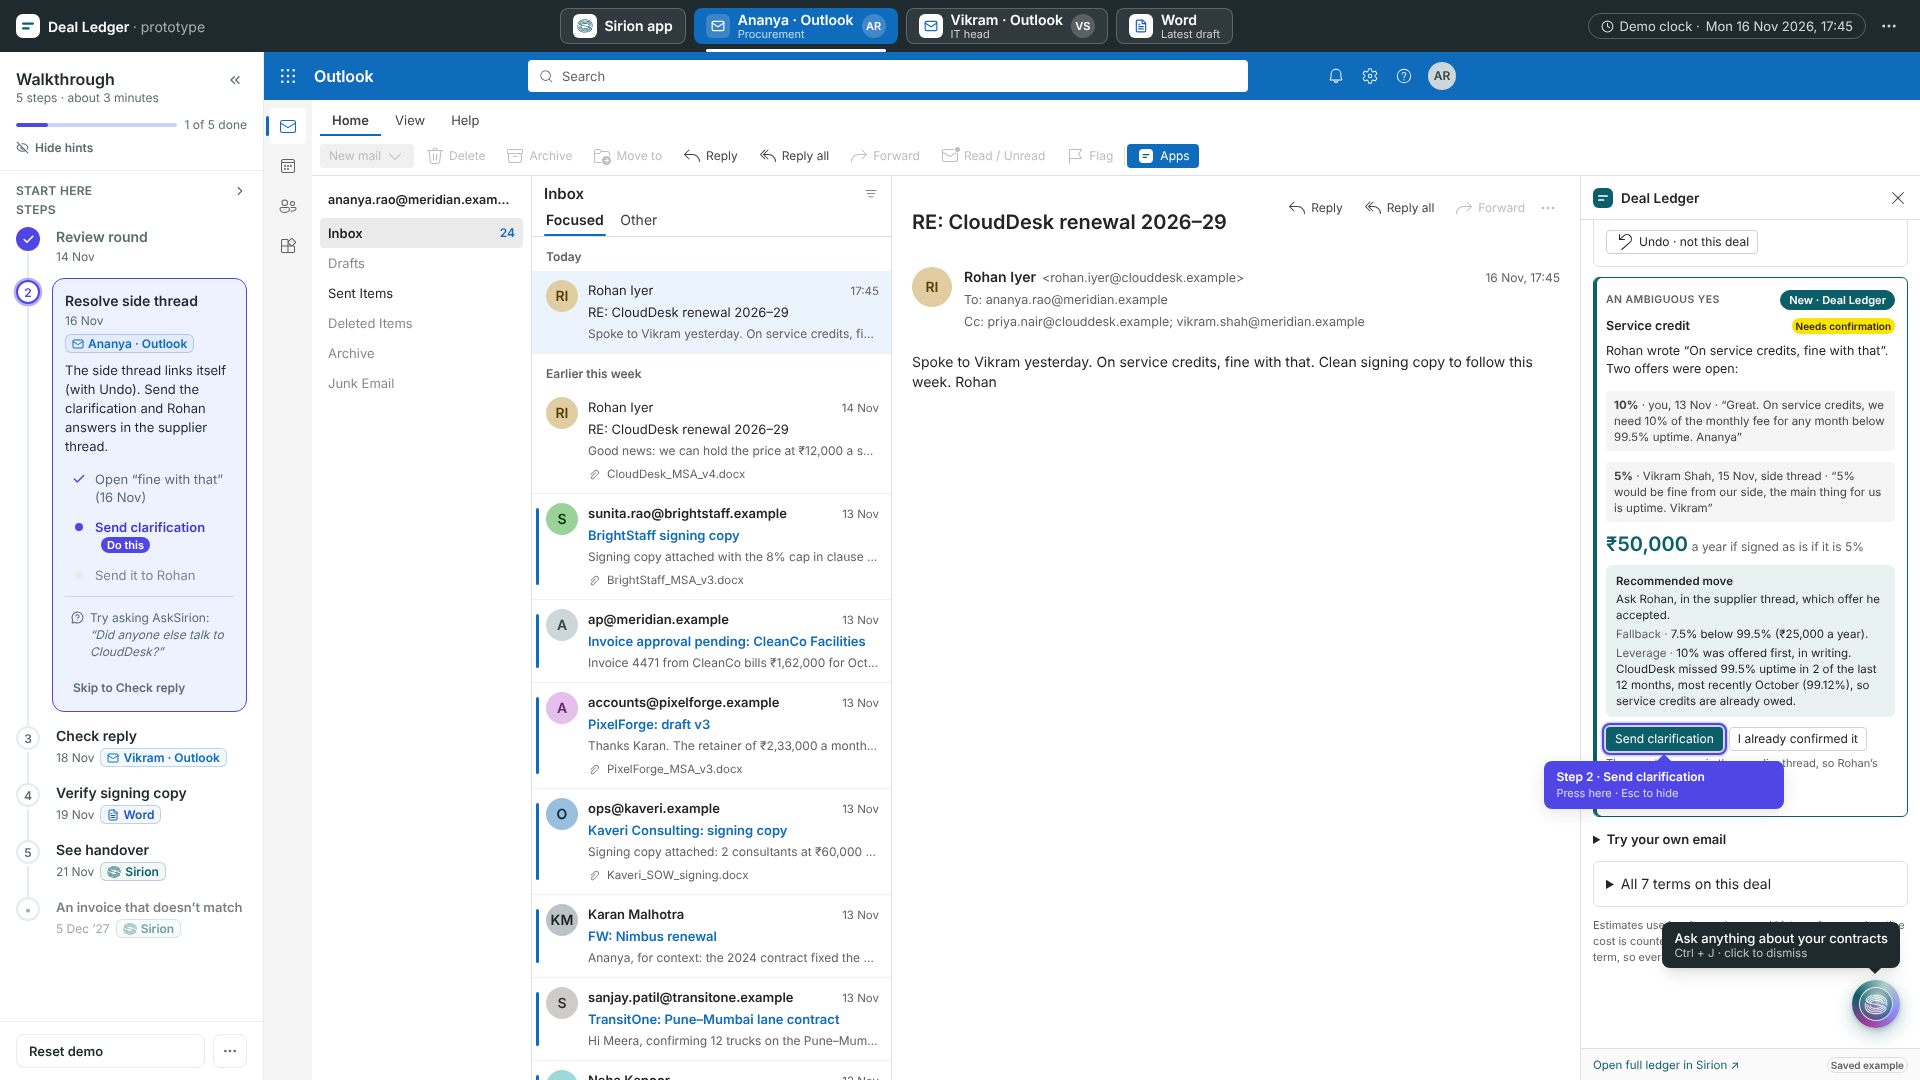 Deal Ledger · prototype
Sirion app
Ananya · Outlook
Procurement
AR
Vikram · Outlook
IT head
VS
Word
Latest draft
Demo clock · Mon 16 Nov 2026, 17:45
Walkthrough
5 steps · about 3 minutes
1 of 5 done
Hide hints
START HERE
STEPS
Review round
14 Nov
2
Resolve side thread
16 Nov
Ananya · Outlook
The side thread links itself
(with Undo). Send the
clarification and Rohan
answers in the supplier
thread.
Open “fine with that”
(16 Nov)
Send clarification
Do this
Send it to Rohan
Try asking AskSirion:
“Did anyone else talk to
CloudDesk?”
Skip to Check reply
3
Check reply
18 Nov
Vikram · Outlook
4
Verify signing copy
19 Nov
Word
5
See handover
21 Nov
Sirion
An invoice that doesn’t match
5 Dec ’27
Sirion
Reset demo
Outlook
Search
AR
Home
View
Help
New mail
Delete
Archive
Move to
Reply
Reply all
Forward
Read / Unread
Flag
Apps
ananya.rao@meridian.exam...
Inbox
24
Drafts
Sent Items
Deleted Items
Archive
Junk Email
Inbox
Focused
Other
Today
RI
Rohan Iyer
17:45
RE: CloudDesk renewal 2026–29
Spoke to Vikram yesterday. On service credits, fi...
Earlier this week
RI
Rohan Iyer
14 Nov
RE: CloudDesk renewal 2026–29
Good news: we can hold the price at ₹12,000 a s...
CloudDesk_MSA_v4.docx
S
sunita.rao@brightstaff.example
13 Nov
BrightStaff signing copy
Signing copy attached with the 8% cap in clause ...
BrightStaff_MSA_v3.docx
A
ap@meridian.example
13 Nov
Invoice approval pending: CleanCo Facilities
Invoice 4471 from CleanCo bills ₹1,62,000 for Oct...
A
accounts@pixelforge.example
13 Nov
PixelForge: draft v3
Thanks Karan. The retainer of ₹2,33,000 a month...
PixelForge_MSA_v3.docx
O
ops@kaveri.example
13 Nov
Kaveri Consulting: signing copy
Signing copy attached: 2 consultants at ₹60,000 ...
Kaveri_SOW_signing.docx
KM
Karan Malhotra
13 Nov
FW: Nimbus renewal
Ananya, for context: the 2024 contract fixed the ...
S
sanjay.patil@transitone.example
13 Nov
TransitOne: Pune–Mumbai lane contract
Hi Meera, confirming 12 trucks on the Pune–Mum...
RE: CloudDesk renewal 2026–29
Reply
Reply all
Forward
RI
Rohan Iyer <rohan.iyer@clouddesk.example>
16 Nov, 17:45
To: ananya.rao@meridian.example
Cc: priya.nair@clouddesk.example; vikram.shah@meridian.example
Spoke to Vikram yesterday. On service credits, fine with that. Clean signing copy to follow this
week. Rohan
Deal Ledger
Undo · not this deal
AN AMBIGUOUS YES
New · Deal Ledger
Service credit
Needs confirmation
Rohan wrote “On service credits, fine with that”.
Two offers were open:
10% · you, 13 Nov · “Great. On service credits, we
need 10% of the monthly fee for any month below
99.5% uptime. Ananya”
5% · Vikram Shah, 15 Nov, side thread · “5%
would be fine from our side, the main thing for us
is uptime. Vikram”
₹50,000 a year if signed as is if it is 5%
Recommended move
Ask Rohan, in the supplier thread, which offer he
accepted.
Fallback · 7.5% below 99.5% (₹25,000 a year).
Leverage · 10% was offered first, in writing.
CloudDesk missed 99.5% uptime in 2 of the last
12 months, most recently October (99.12%), so
service credits are already owed.
Send clarification
I already confirmed it
thread, so Rohan’s
Step 2 · Send clarification
Press here · Esc to hide
Try your own email
All 7 terms on this deal
Estimates use
cost is
term, so
Ask anything about your contracts
Ctrl + J · click to dismiss
Open full ledger in Sirion ↗
Saved example